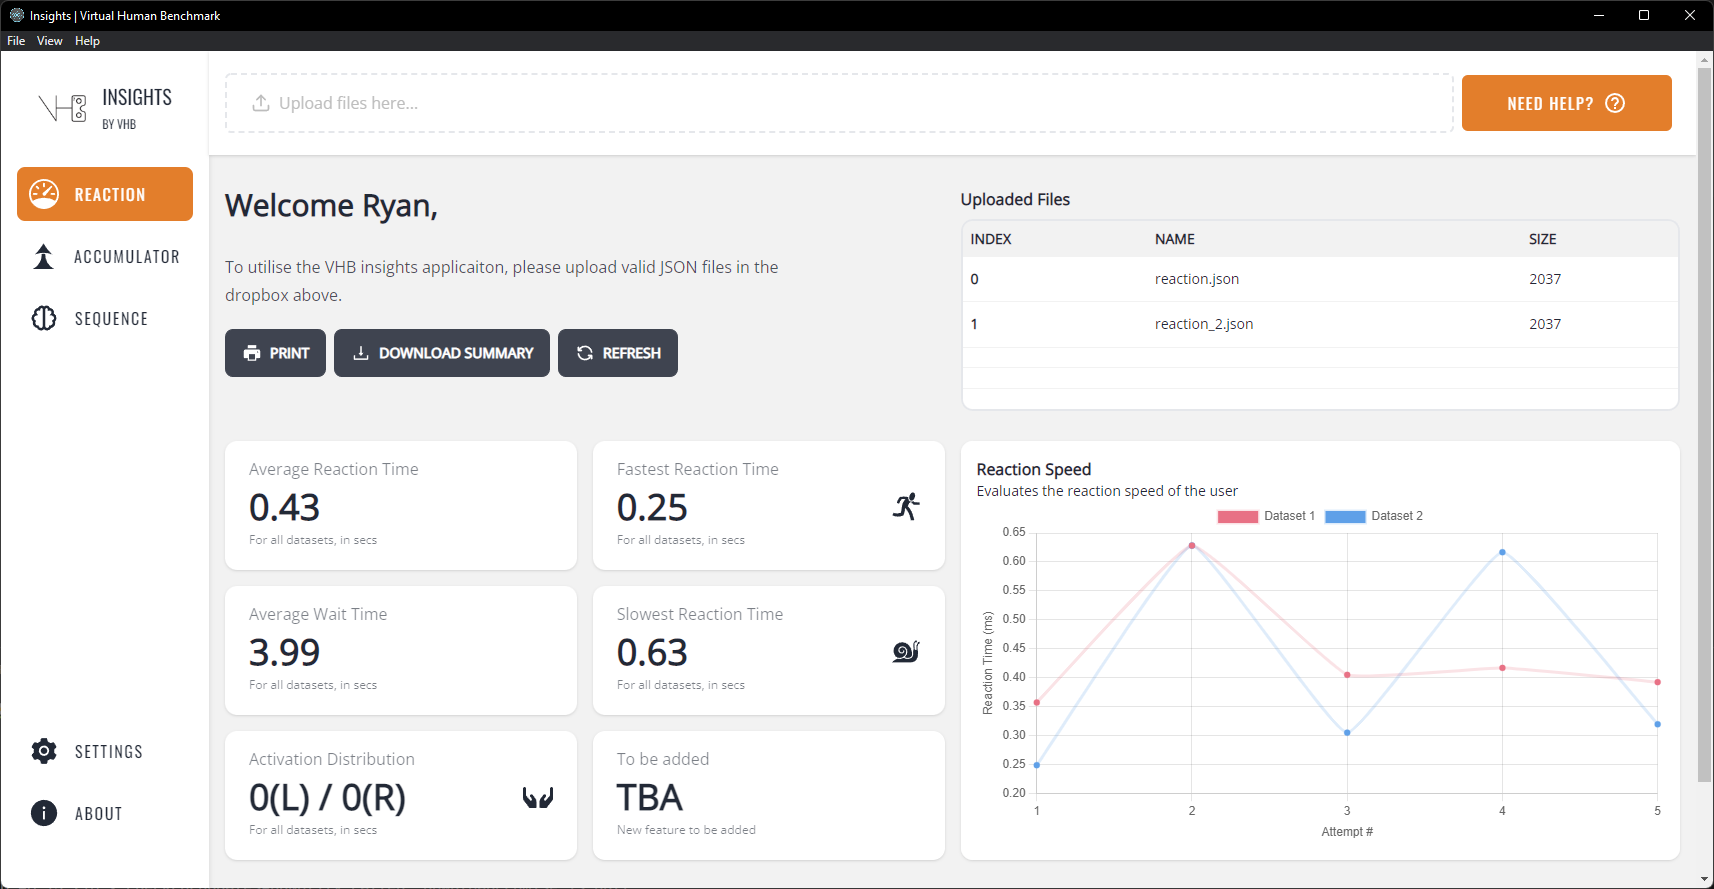 Insights | Virtual Human Benchmark
File View Help
VHB
INSIGHTS
BY VHB
Upload files here...
NEED HELP?
REACTION
ACCUMULATOR
SEQUENCE
SETTINGS
ABOUT
Welcome Ryan,
To utilise the VHB insights applicaiton, please upload valid JSON files in the
dropbox above.
PRINT
DOWNLOAD SUMMARY
REFRESH
Uploaded Files
INDEX NAME SIZE
0 reaction.json 2037
1 reaction_2.json 2037
Average Reaction Time
0.43
For all datasets, in secs
Fastest Reaction Time
0.25
For all datasets, in secs
Average Wait Time
3.99
For all datasets, in secs
Slowest Reaction Time
0.63
For all datasets, in secs
Activation Distribution
0(L) / 0(R)
For all datasets, in secs
To be added
TBA
New feature to be added
Reaction Speed
Evaluates the reaction speed of the user
Dataset 1 Dataset 2
0.65
0.60
0.55
0.50
0.45
0.40
0.35
0.30
0.25
0.20
Reaction Time (ms)
1 2 3 4 5
Attempt #